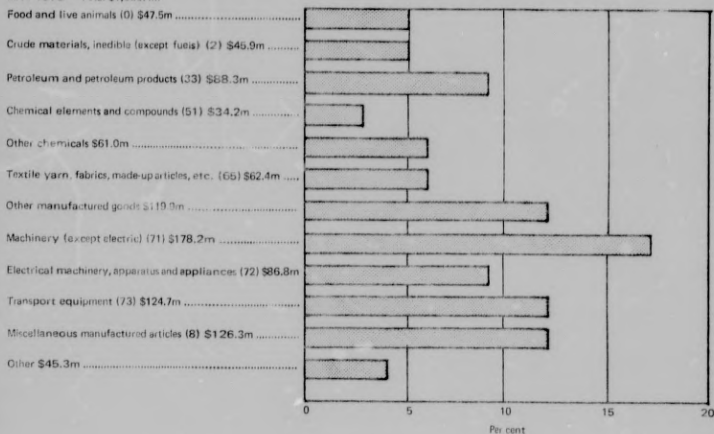 Food and live animals (0) $47.5m
Crude materials, inedible (except fuels) (2) $45.9m
Petroleum and petroleum products (33) $88.3m
Chemical elements and compounds (51) $34.2m
Other chemicals $61.0m
Textile yarn, fabrics, made-up articles, etc. (65) $62.4m
Other manufactured goods
Machinery (except electric) (71) $178.2m
Electrical machinery, apparatus and appliances (72) $86.8m
Transport equipment (73) $124.7m
Miscellaneous manufactured articles (8) $126.3m
Other $45.3m
0 5 10 15 20
Per cent